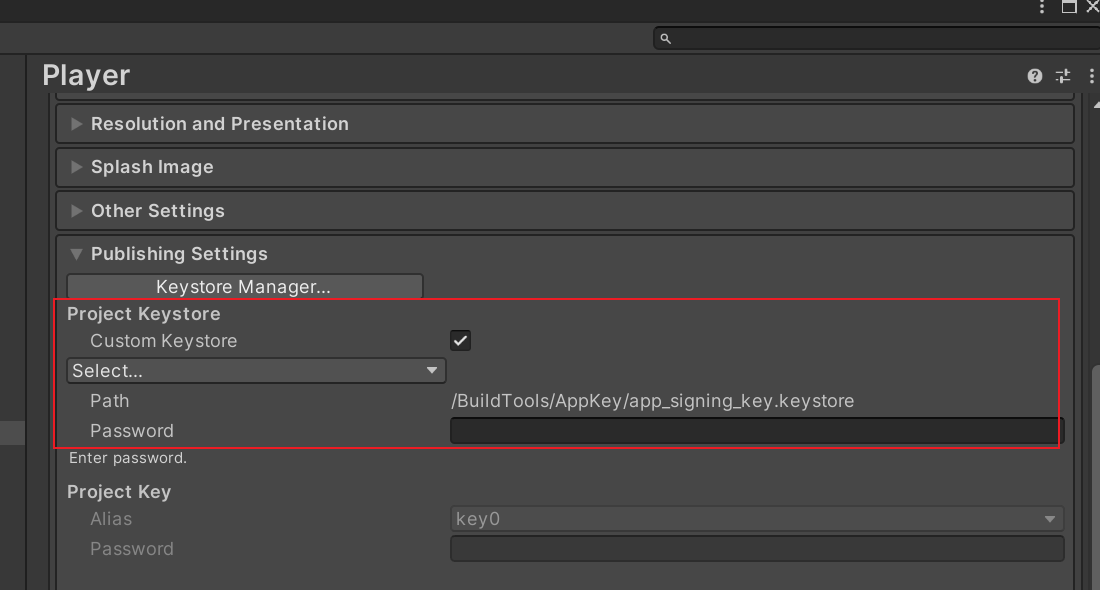 Player
Resolution and Presentation
Splash Image
Other Settings
Publishing Settings
Keystore Manager...
Project Keystore
Custom Keystore
Select...
Path /BuildTools/AppKey/app_signing_key.keystore
Password
Enter password.
Project Key
Alias key0
Password